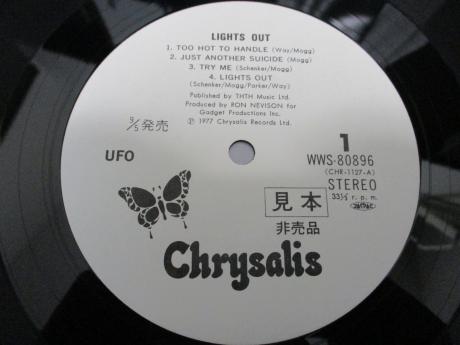 LIGHTS OUT
1. TOO HOT TO HANDLE (Way/Mogg)
2. JUST ANOTHER SUICIDE (Mogg)
3. TRY ME (Schenker/Mogg)
4. LIGHTS OUT
(Schenker/Mogg/Parker/Way)
Published by THTH Music Ltd.
Produced by RON NEVISON for
Gadget Productions Inc.
Ⓟ 1977 Chrysalis Records Ltd.
9/5発売
1
WWS-80896
(CHR-1127-A)
STEREO
33⅓ r.p.m.
UFO
見本
非売品
Chrysalis